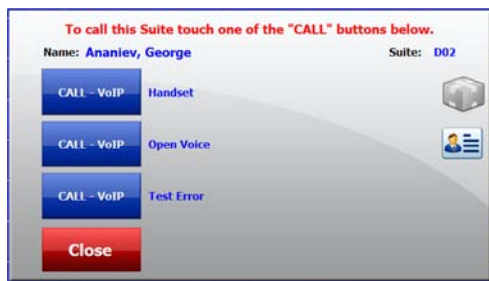 To call this Suite touch one of the "CALL" buttons below.
Name: Ananiev, George Suite: D02
CALL - VoIP Handset
CALL - VoIP Open Voice
CALL - VoIP Test Error
Close